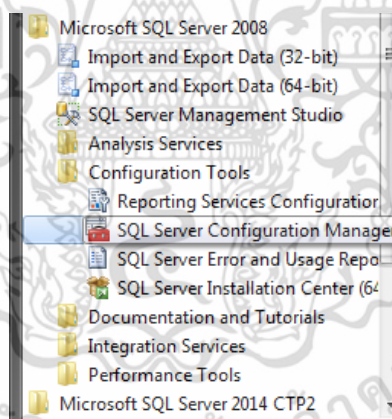 Microsoft SQL Server 2008
Import and Export Data (32-bit)
Import and Export Data (64-bit)
SQL Server Management Studio
Analysis Services
Configuration Tools
Reporting Services Configuration
SQL Server Configuration Manager
SQL Server Error and Usage Repo
SQL Server Installation Center (64
Documentation and Tutorials
Integration Services
Performance Tools
Microsoft SQL Server 2014 CTP2